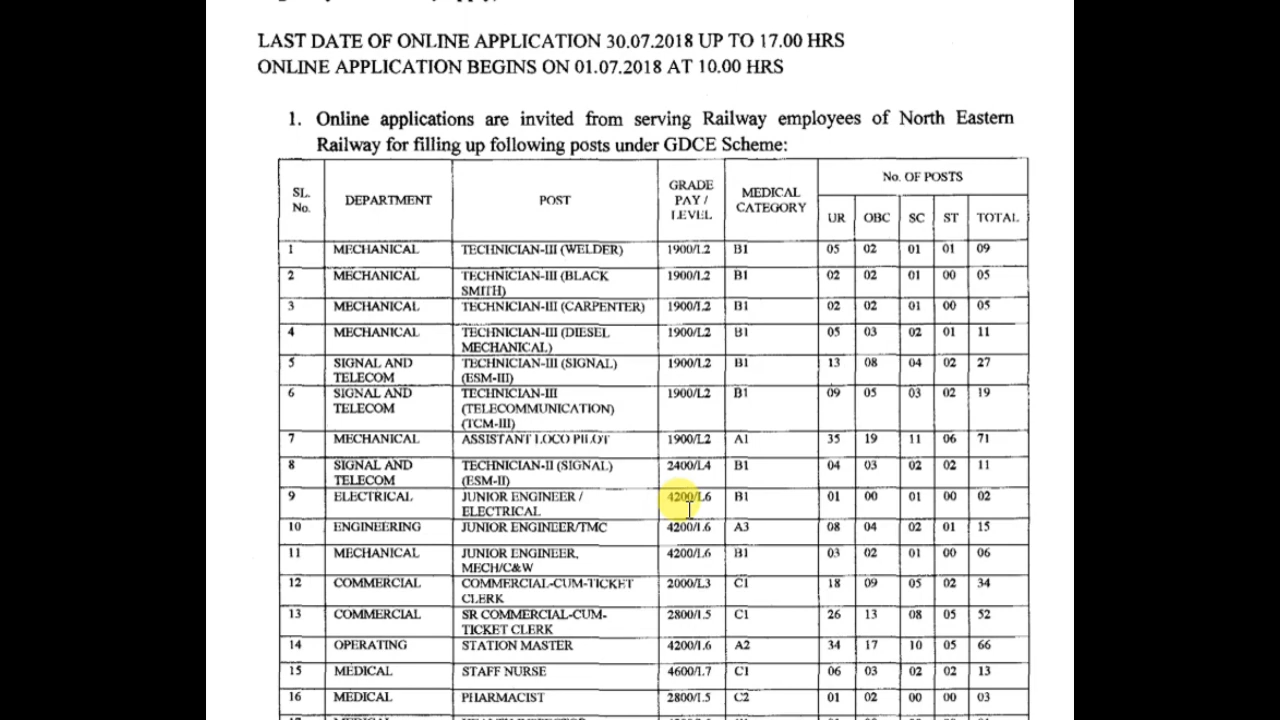 LAST DATE OF ONLINE APPLICATION 30.07.2018 UP TO 17.00 HRS
ONLINE APPLICATION BEGINS ON 01.07.2018 AT 10.00 HRS
1. Online applications are invited from serving Railway employees of North Eastern
Railway for filling up following posts under GDCE Scheme:
SL. No. DEPARTMENT POST GRADE PAY / LEVEL MEDICAL CATEGORY No. OF POSTS
UR OBC SC ST TOTAL
1 MECHANICAL TECHNICIAN-III (WELDER) 1900/L2 B1 05 02 01 01 09
2 MECHANICAL TECHNICIAN-III (BLACK SMITH) 1900/L2 B1 02 02 01 00 05
3 MECHANICAL TECHNICIAN-III (CARPENTER) 1900/L2 B1 02 02 01 00 05
4 MECHANICAL TECHNICIAN-III (DIESEL MECHANICAL) 1900/L2 B1 05 03 02 01 11
5 SIGNAL AND TELECOM TECHNICIAN-III (SIGNAL) (ESM-III) 1900/L2 B1 13 08 04 02 27
6 SIGNAL AND TELECOM TECHNICIAN-III (TELECOMMUNICATION) (TCM-III) 1900/L2 B1 09 05 03 02 19
7 MECHANICAL ASSISTANT LOCO PILOT 1900/L2 A1 35 19 11 06 71
8 SIGNAL AND TELECOM TECHNICIAN-II (SIGNAL) (ESM-II) 2400/L4 B1 04 03 02 02 11
9 ELECTRICAL JUNIOR ENGINEER / ELECTRICAL 4200/L6 B1 01 00 01 00 02
10 ENGINEERING JUNIOR ENGINEER/TMC 4200/L6 A3 08 04 02 01 15
11 MECHANICAL JUNIOR ENGINEER, MECH/C&W 4200/L6 B1 03 02 01 00 06
12 COMMERCIAL COMMERCIAL-CUM-TICKET CLERK 2000/L3 C1 18 09 05 02 34
13 COMMERCIAL SR COMMERCIAL-CUM-TICKET CLERK 2800/L5 C1 26 13 08 05 52
14 OPERATING STATION MASTER 4200/L6 A2 34 17 10 05 66
15 MEDICAL STAFF NURSE 4600/L7 C1 06 03 02 02 13
16 MEDICAL PHARMACIST 2800/L5 C2 01 02 00 00 03